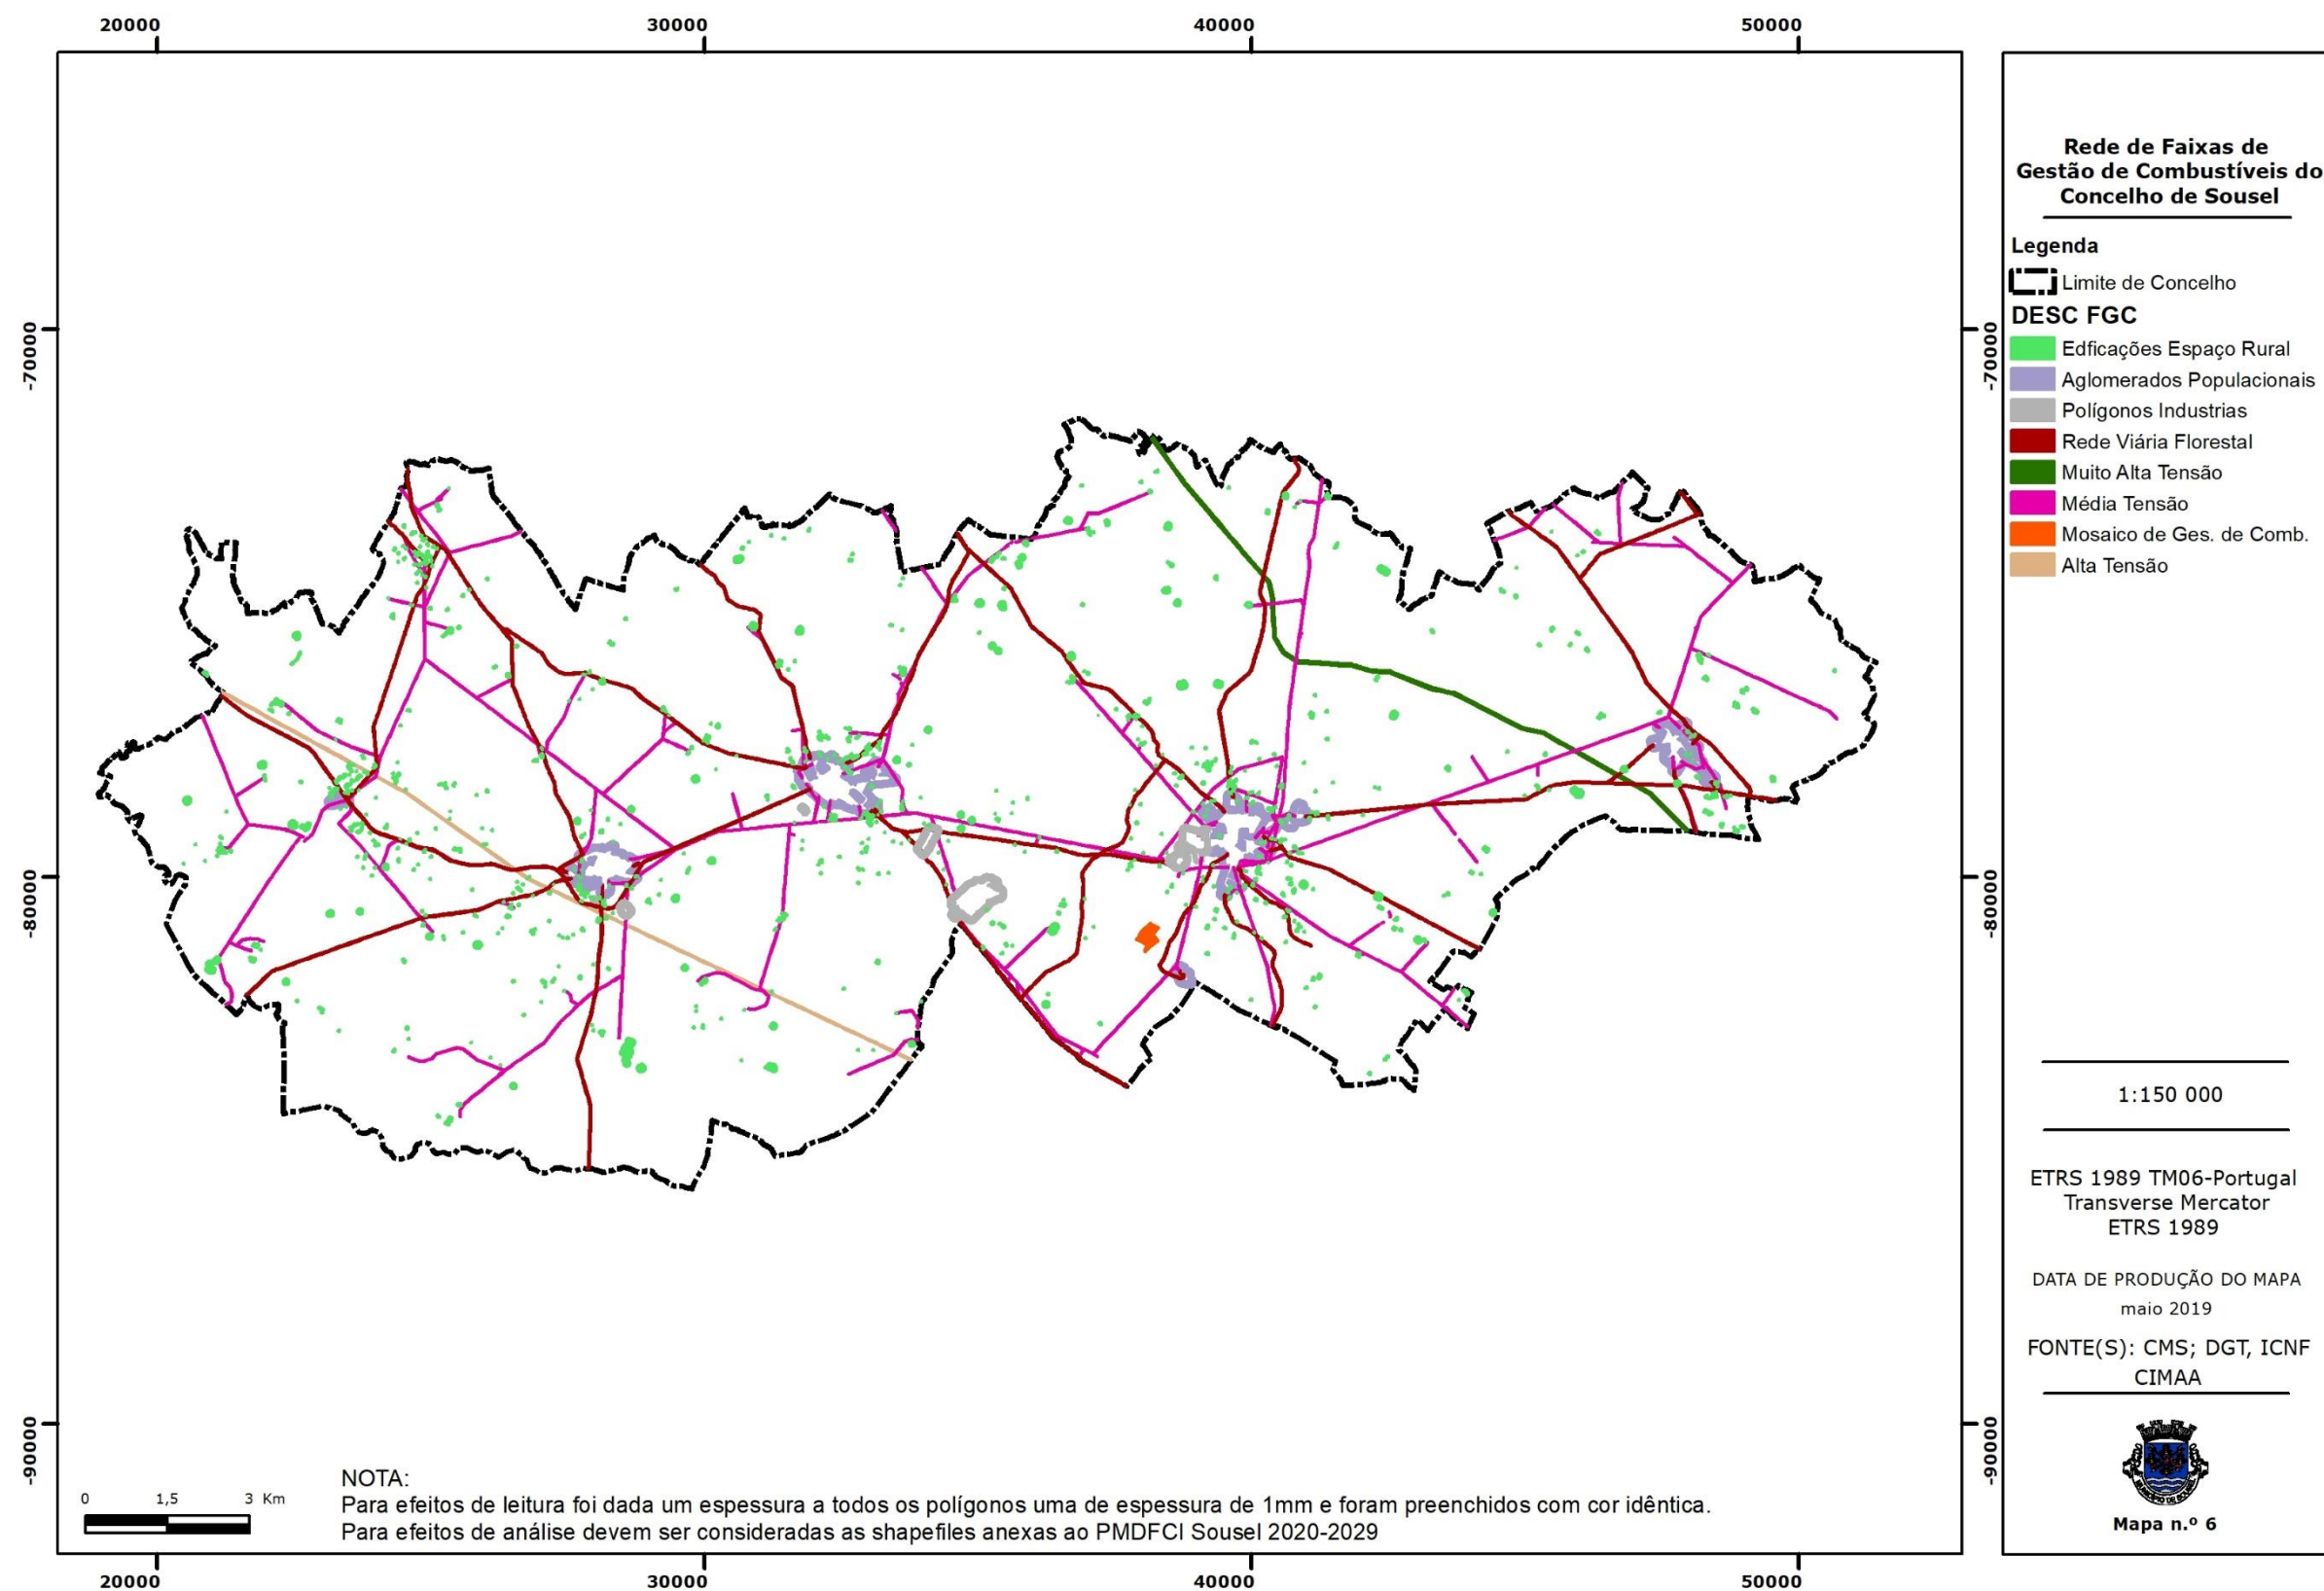 20000 30000 40000 50000
-70000 -70000
-80000 -80000
-90000 -90000
20000 30000 40000 50000
0 1,5 3 Km
NOTA:
Para efeitos de leitura foi dada um espessura a todos os polígonos uma de espessura de 1mm e foram preenchidos com cor idêntica.
Para efeitos de análise devem ser consideradas as shapefiles anexas ao PMDFCI Sousel 2020-2029
Rede de Faixas de
Gestão de Combustíveis do
Concelho de Sousel
Legenda
Limite de Concelho
DESC FGC
Edficações Espaço Rural
Aglomerados Populacionais
Polígonos Industrias
Rede Viária Florestal
Muito Alta Tensão
Média Tensão
Mosaico de Ges. de Comb.
Alta Tensão
1:150 000
ETRS 1989 TM06-Portugal
Transverse Mercator
ETRS 1989
DATA DE PRODUÇÃO DO MAPA
maio 2019
FONTE(S): CMS; DGT, ICNF
CIMAA
MUNICÍPIO DE SOUSEL
Mapa n.º 6